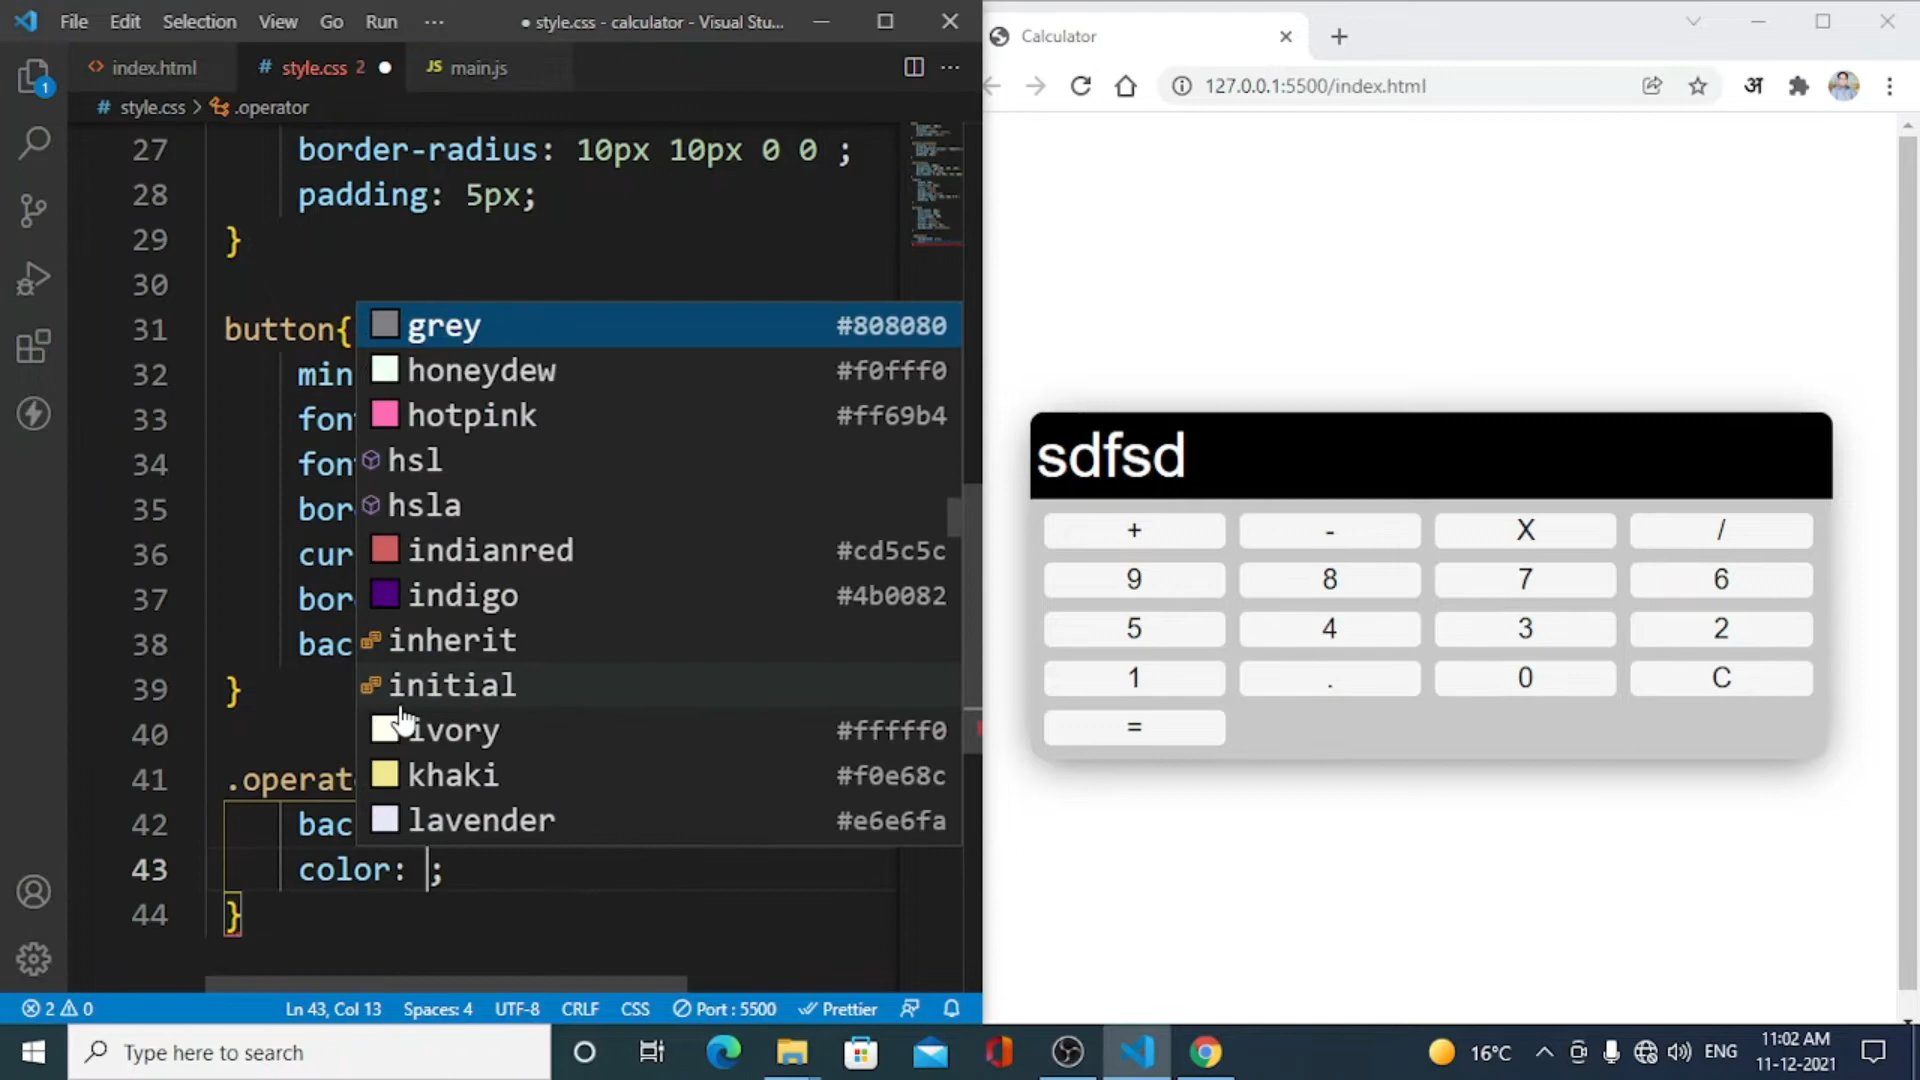 File Edit Selection View Go Run ··· ● style.css - calculator - Visual Stu...
index.html # style.css 2 ● JS main.js
# style.css > .operator
27 border-radius: 10px 10px 0 0 ;
28 padding: 5px;
29 }
30
31 button{
32 min
33 fon
34 fon
35 bor
36 cur
37 bor
38 bac
39 }
40
41 .operat
42 bac
43 color: ;
44 }
grey #808080
honeydew #f0fff0
hotpink #ff69b4
hsl
hsla
indianred #cd5c5c
indigo #4b0082
inherit
initial
ivory #fffff0
khaki #f0e68c
lavender #e6e6fa
1
2 0 Ln 43, Col 13 Spaces: 4 UTF-8 CRLF CSS Port : 5500 Prettier
Calculator
127.0.0.1:5500/index.html अ
sdfsd
+ - X /
9 8 7 6
5 4 3 2
1 . 0 C
=
Type here to search
16°C ENG 11:02 AM
11-12-2021